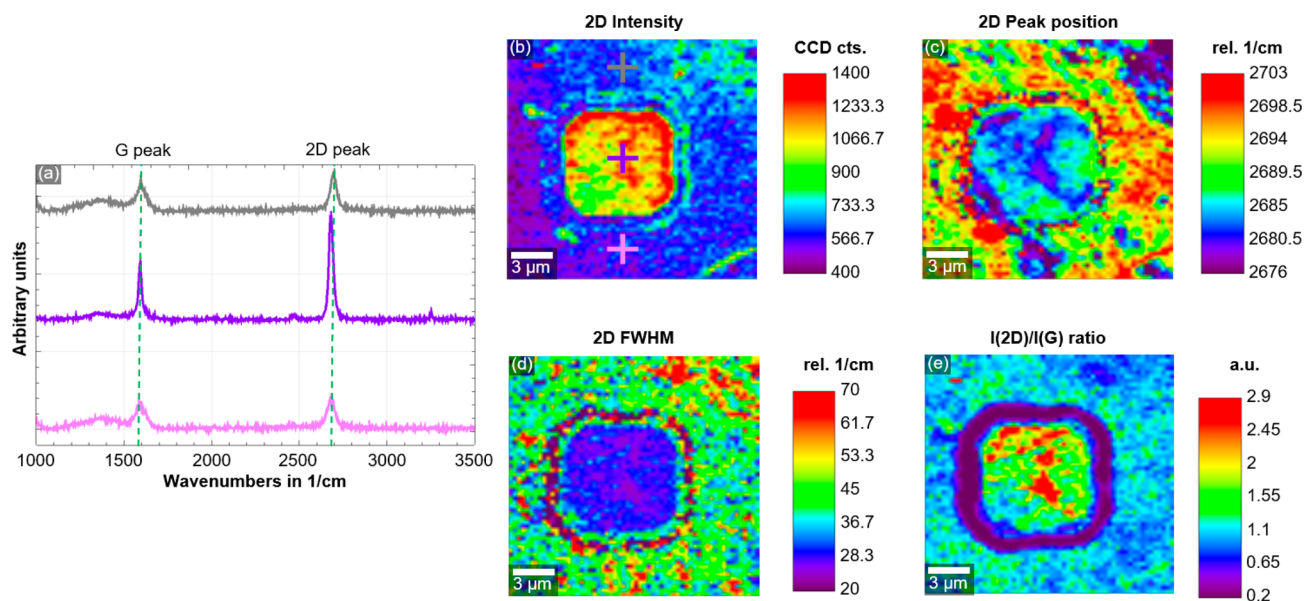 2D Intensity
(b)
CCD cts.
1400
1233.3
1066.7
900
733.3
566.7
400
3 µm
2D Peak position
(c)
rel. 1/cm
2703
2698.5
2694
2689.5
2685
2680.5
2676
3 µm
G peak
2D peak
(a)
Arbitrary units
1000
1500
2000
2500
3000
3500
Wavenumbers in 1/cm
2D FWHM
(d)
rel. 1/cm
70
61.7
53.3
45
36.7
28.3
20
3 µm
I(2D)/I(G) ratio
(e)
a.u.
2.9
2.45
2
1.55
1.1
0.65
0.2
3 µm